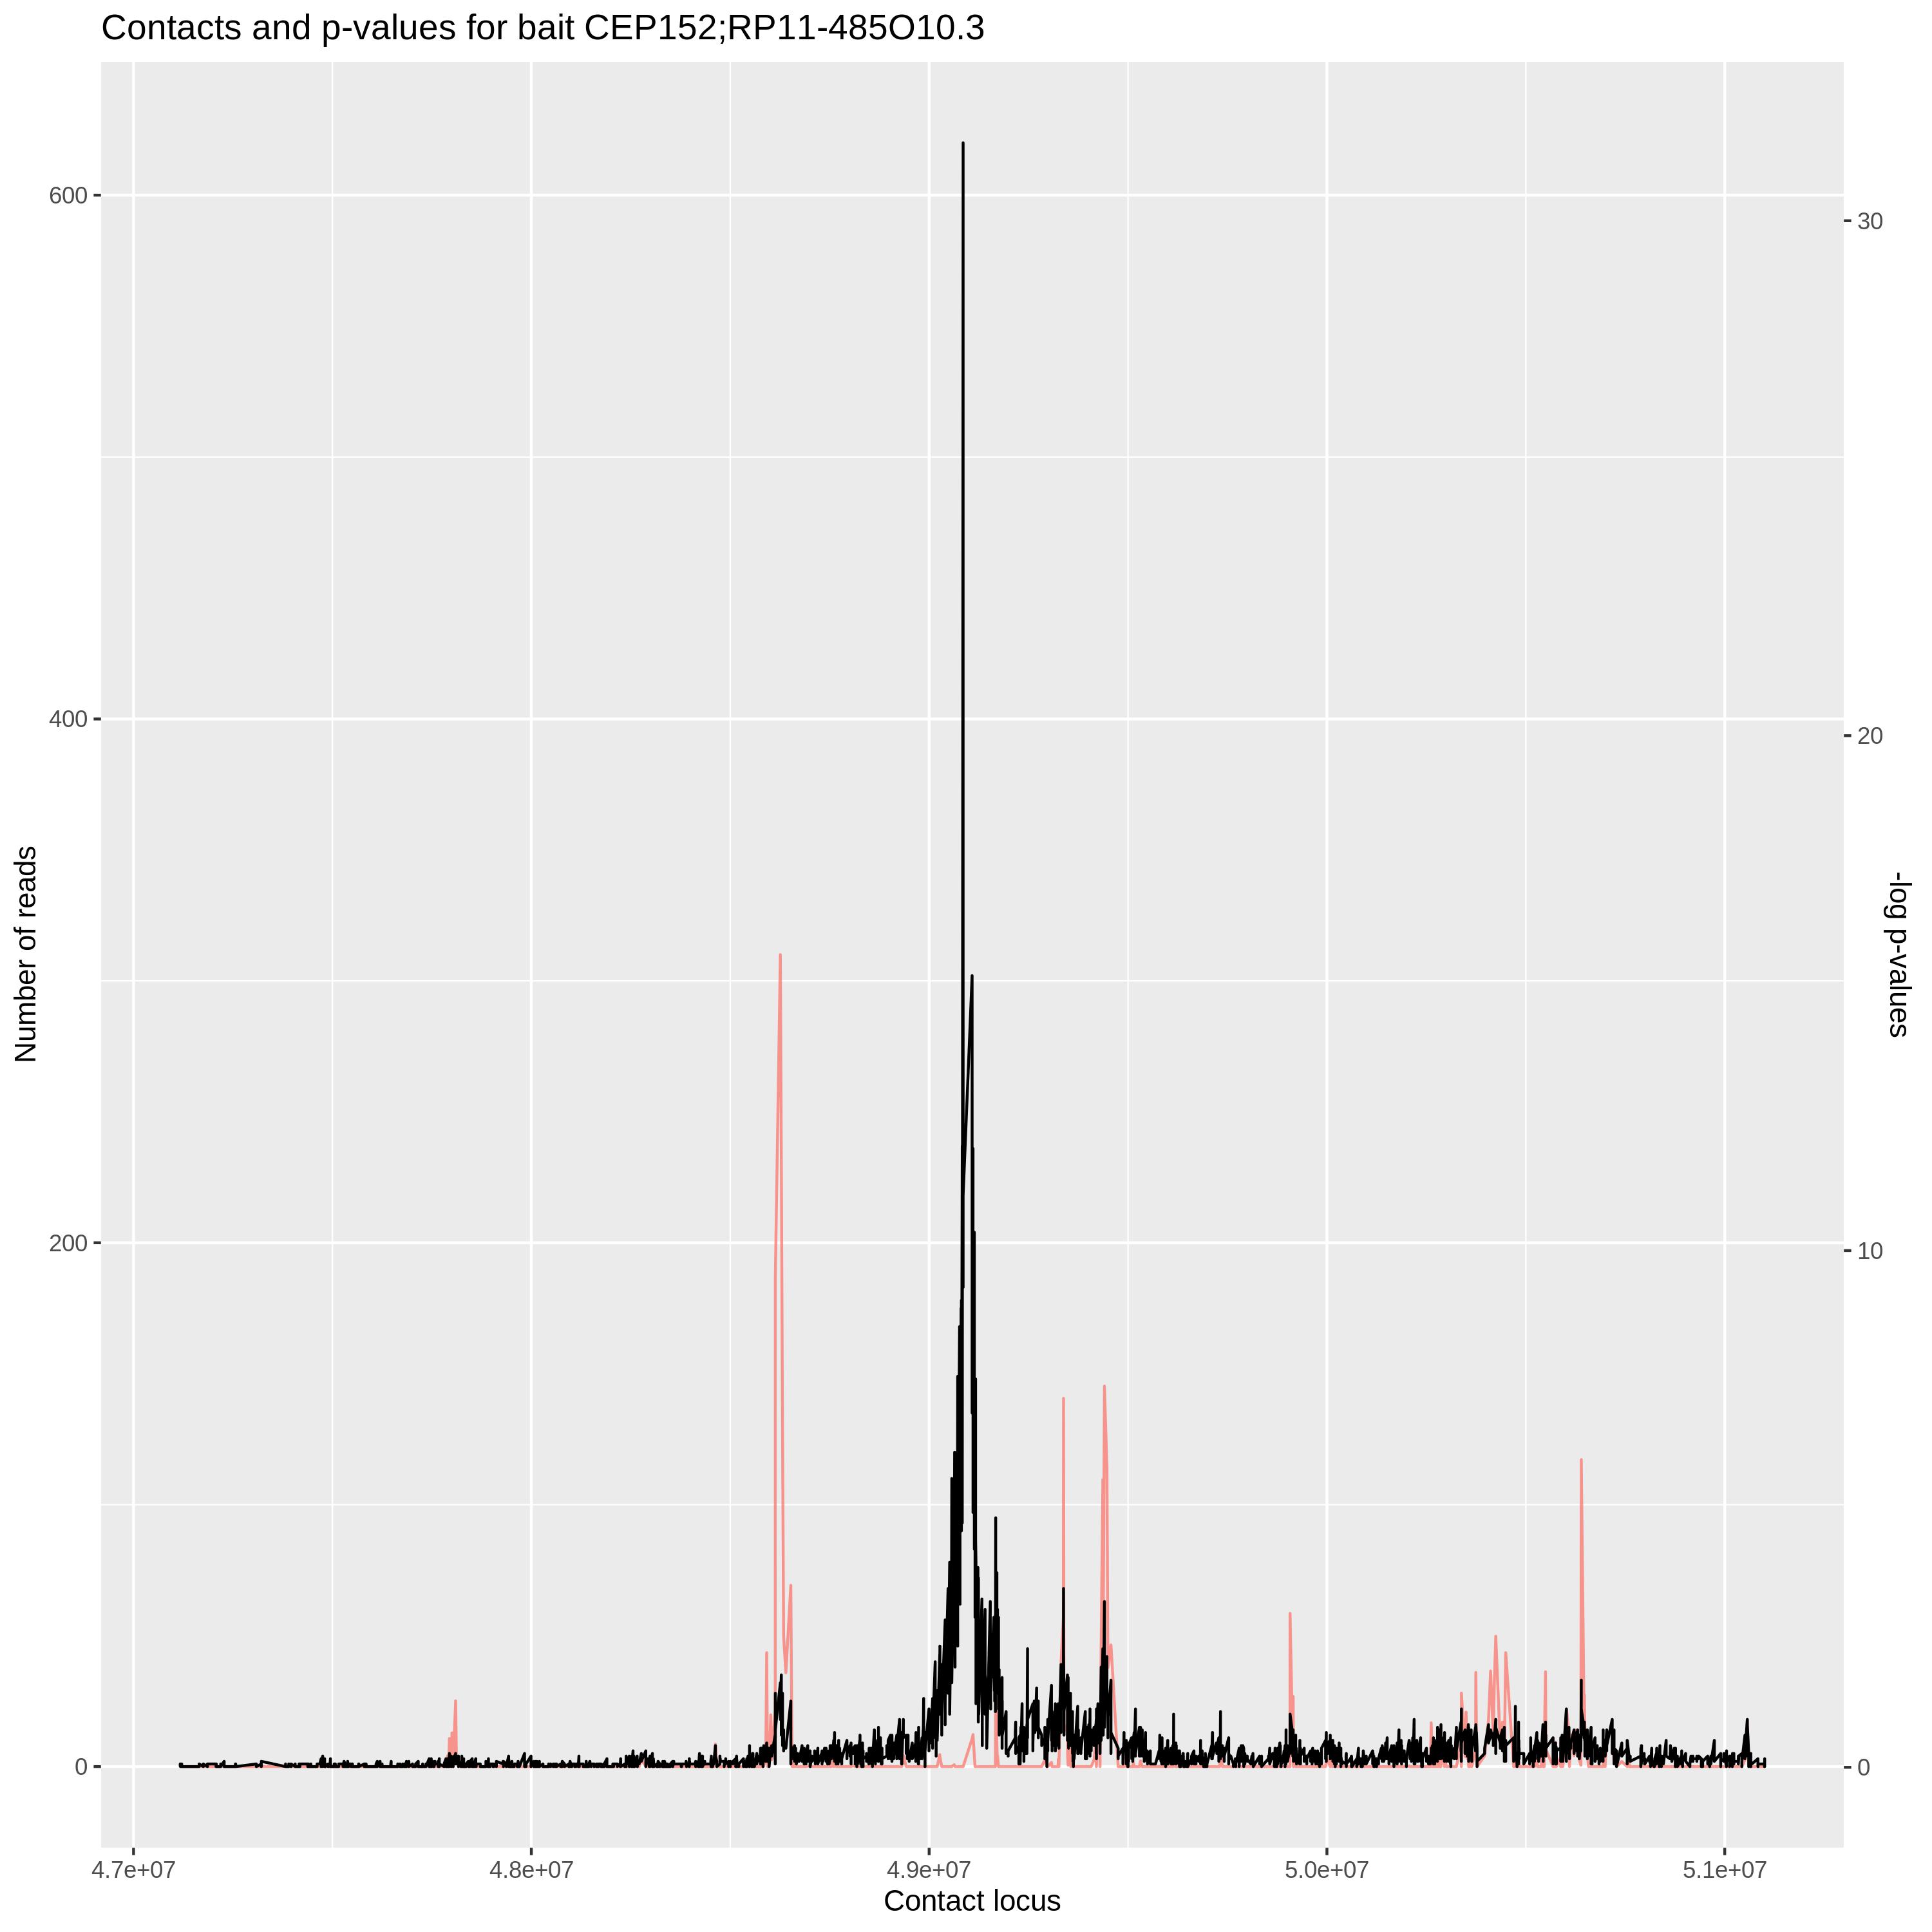 Contacts and p-values for bait CEP152;RP11-485O10.3
600
400
200
0
Number of reads
30
20
10
0
-log p-values
4.7e+07
4.8e+07
4.9e+07
5.0e+07
5.1e+07
Contact locus